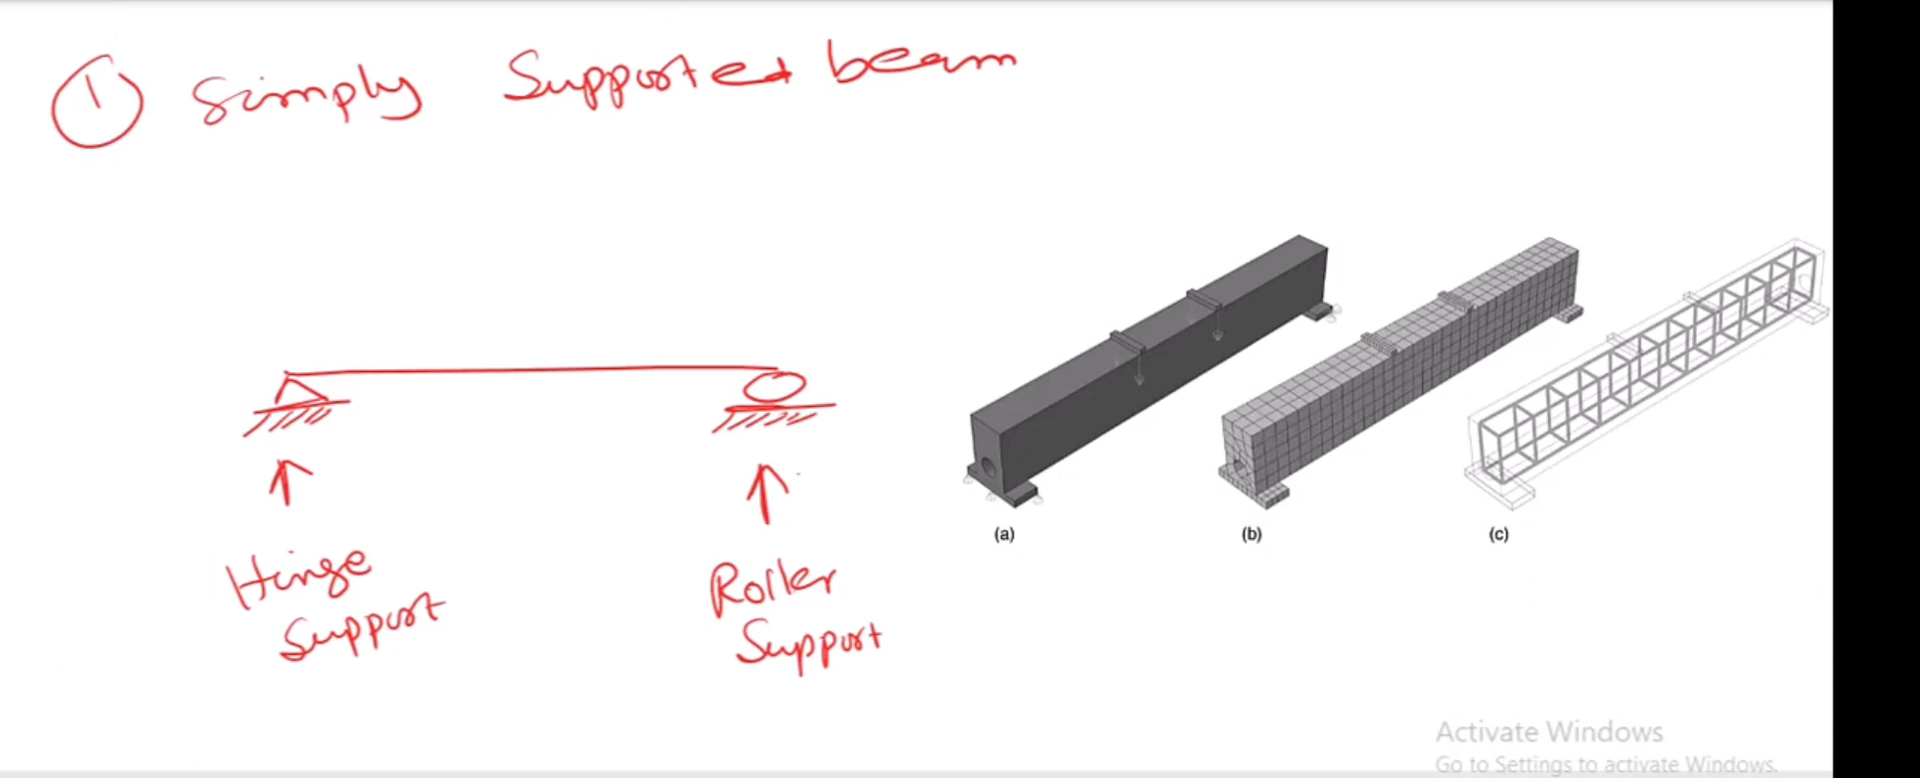 1 Simply Supported beam
Hinge
Support
Roller
Support
(a) (b) (c)
Activate Windows
Go to Settings to activate Windows.